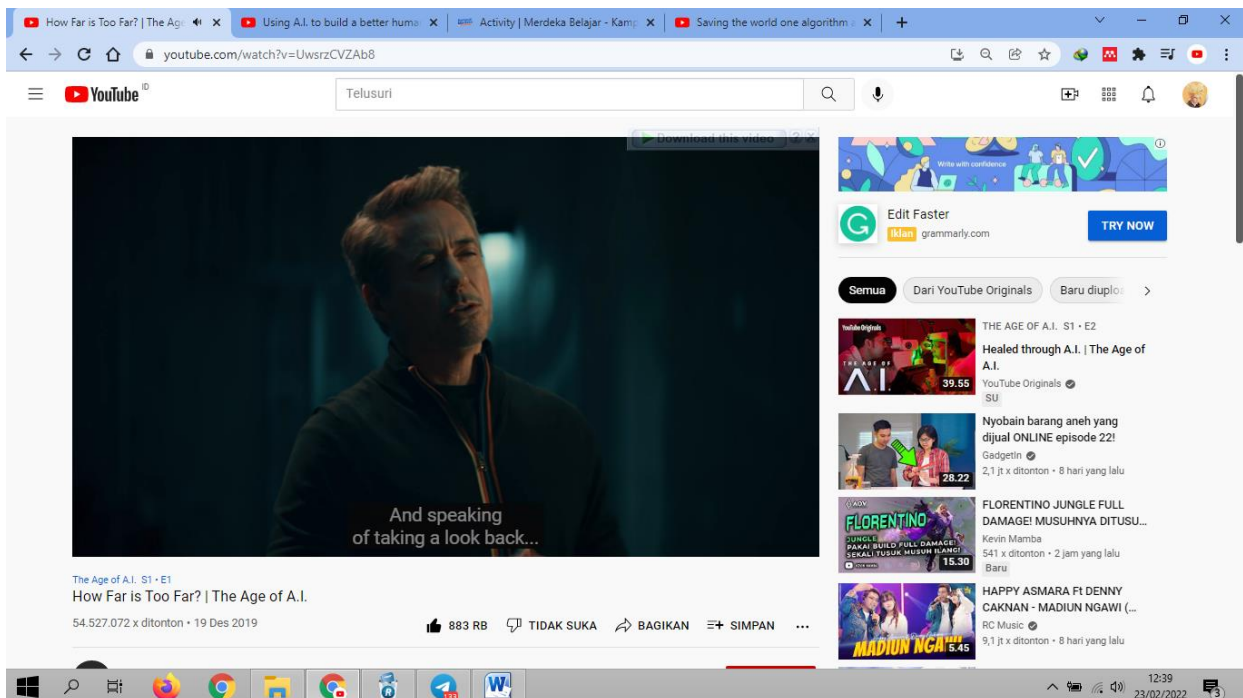 How Far is Too Far? | The Age
Using A.I. to build a better huma
Activity | Merdeka Belajar - Kamp
Saving the world one algorithm
youtube.com/watch?v=UwsrzCVZAb8
YouTube ID
Telusuri
Download this video
Write with confidence
Edit Faster
Iklan grammarly.com
TRY NOW
Semua
Dari YouTube Originals
Baru diuplo
YouTube Originals
THE AGE OF
A.I.
39.55
THE AGE OF A.I. S1 • E2
Healed through A.I. | The Age of
A.I.
YouTube Originals
SU
28.22
Nyobain barang aneh yang
dijual ONLINE episode 22!
GadgetIn
2,1 jt x ditonton • 8 hari yang lalu
AOV
FLORENTINO
JUNGLE
PAKAI BUILD FULL DAMAGE!
SEKALI TUSUK MUSUH ILANG!
15.30
FLORENTINO JUNGLE FULL
DAMAGE! MUSUHNYA DITUSU...
Kevin Mamba
541 x ditonton • 2 jam yang lalu
Baru
MADIUN NGA
5.45
HAPPY ASMARA Ft DENNY
CAKNAN - MADIUN NGAWI (...
RC Music
9,1 jt x ditonton • 8 hari yang lalu
And speaking
of taking a look back...
The Age of A.I. S1 • E1
How Far is Too Far? | The Age of A.I.
54.527.072 x ditonton • 19 Des 2019
883 RB
TIDAK SUKA
BAGIKAN
SIMPAN
133
12:39
23/02/2022
3